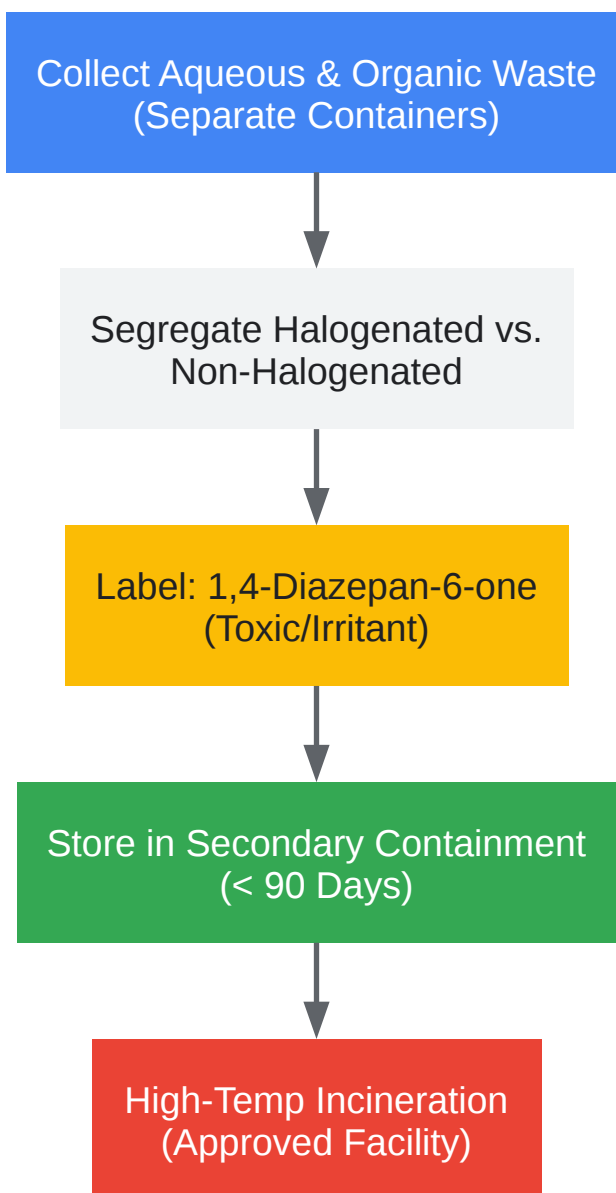 Collect Aqueous & Organic Waste
(Separate Containers)
Segregate Halogenated vs.
Non-Halogenated
Label: 1,4-Diazepan-6-one
(Toxic/Irritant)
Store in Secondary Containment
(< 90 Days)
High-Temp Incineration
(Approved Facility)